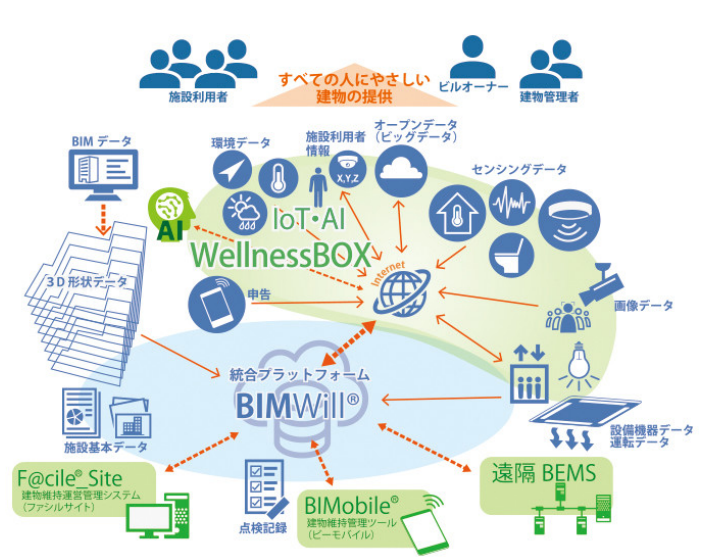 すべての人にやさしい
建物の提供
施設利用者
ビルオーナー
建物管理者
BIM データ
環境データ
施設利用者
情報
オープンデータ
(ビッグデータ)
センシングデータ
X,Y,Z
AI
IoT・AI
WellnessBOX
Internet
3D形状データ
申告
画像データ
統合プラットフォーム
BIMWill®
設備機器データ
運転データ
施設基本データ
F@cile®_Site
建物維持運営管理システム
(ファシルサイト)
点検記録
BIMobile®
建物維持管理ツール
(ビーモバイル)
遠隔 BEMS